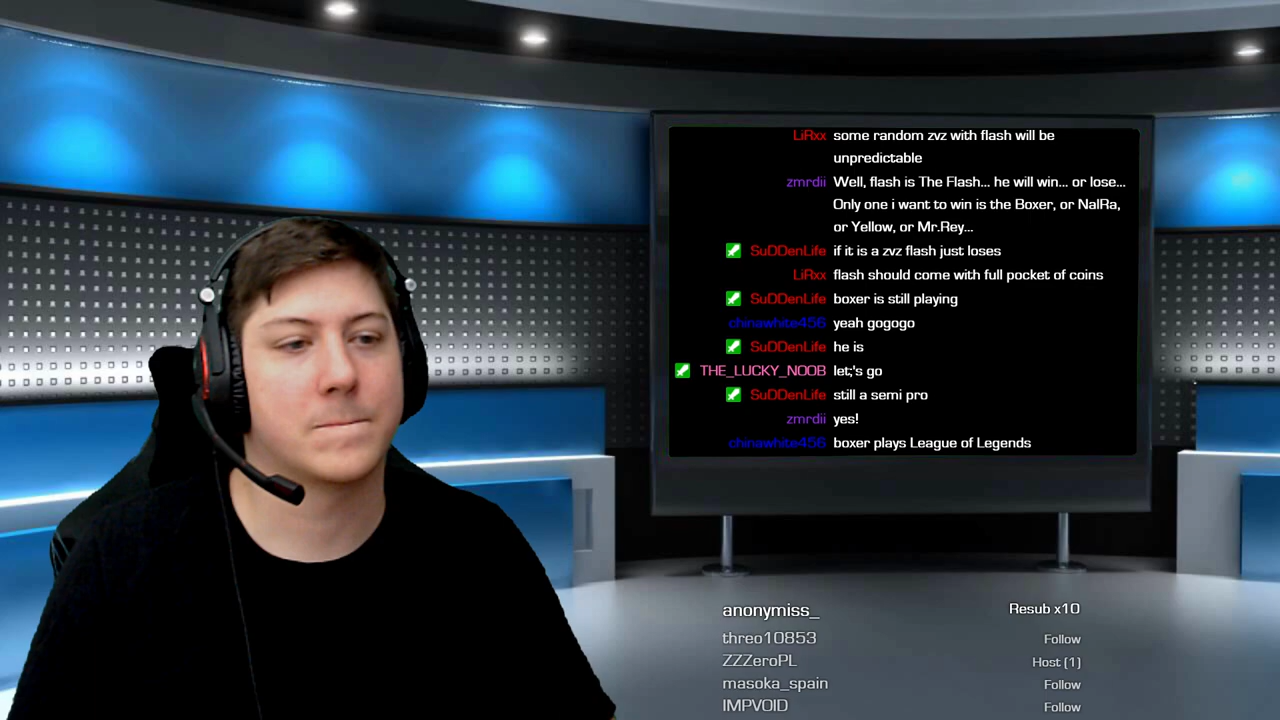 LiRxx some random zvz with flash will be
unpredictable
zmrdii Well, flash is The Flash... he will win... or lose...
Only one i want to win is the Boxer, or NalRa,
or Yellow, or Mr.Rey...
SuDDenLife if it is a zvz flash just loses
LiRxx flash should come with full pocket of coins
SuDDenLife boxer is still playing
chinawhite456 yeah gogogo
SuDDenLife he is
THE_LUCKY_NOOB let;'s go
SuDDenLife still a semi pro
zmrdii yes!
chinawhite456 boxer plays League of Legends
anonymiss_ Resub x10
threo10853 Follow
ZZZeroPL Host (1)
masoka_spain Follow
IMPVOID Follow